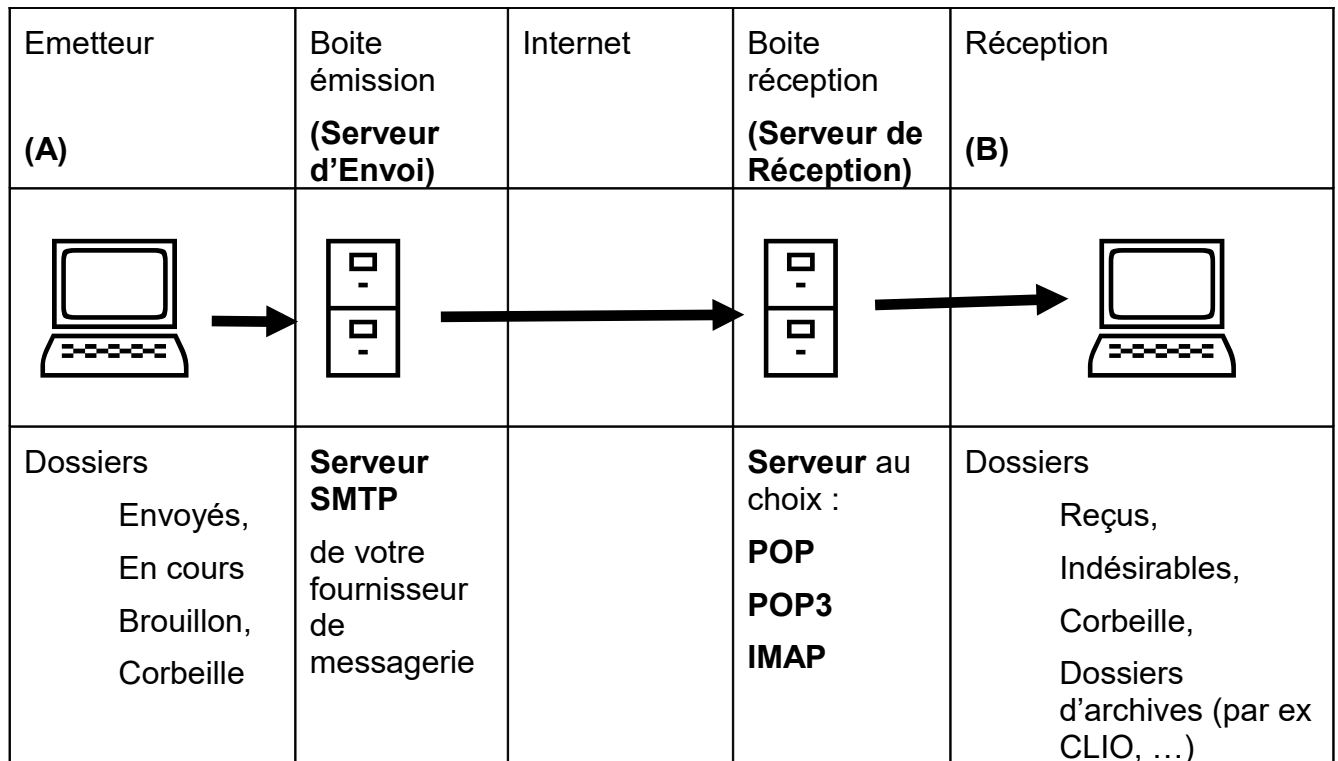 Emetteur
(A)
Boite
émission
(Serveur
d’Envoi)
Internet
Boite
réception
(Serveur de
Réception)
Réception
(B)
Dossiers
Envoyés,
En cours
Brouillon,
Corbeille
Serveur
SMTP
de votre
fournisseur
de
messagerie
Serveur au
choix :
POP
POP3
IMAP
Dossiers
Reçus,
Indésirables,
Corbeille,
Dossiers
d’archives (par ex
CLIO, …)